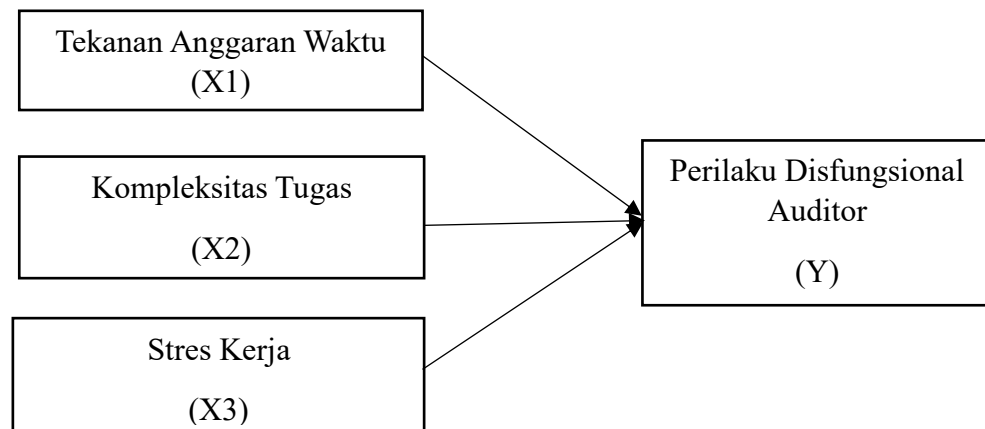 Tekanan Anggaran Waktu
(X1)
Kompleksitas Tugas
(X2)
Stres Kerja
(X3)
Perilaku Disfungsional
Auditor
(Y)